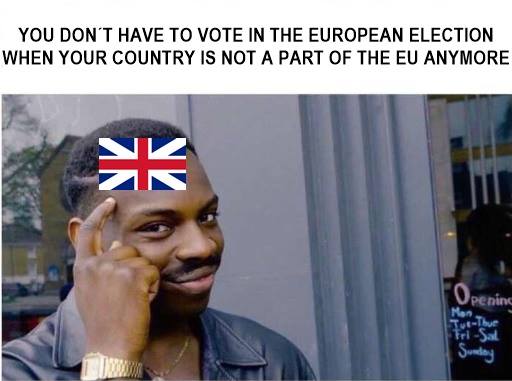 YOU DON´T HAVE TO VOTE IN THE EUROPEAN ELECTION
WHEN YOUR COUNTRY IS NOT A PART OF THE EU ANYMORE
Opening
Mon
Tue-Thur
Fri-Sat
Sunday